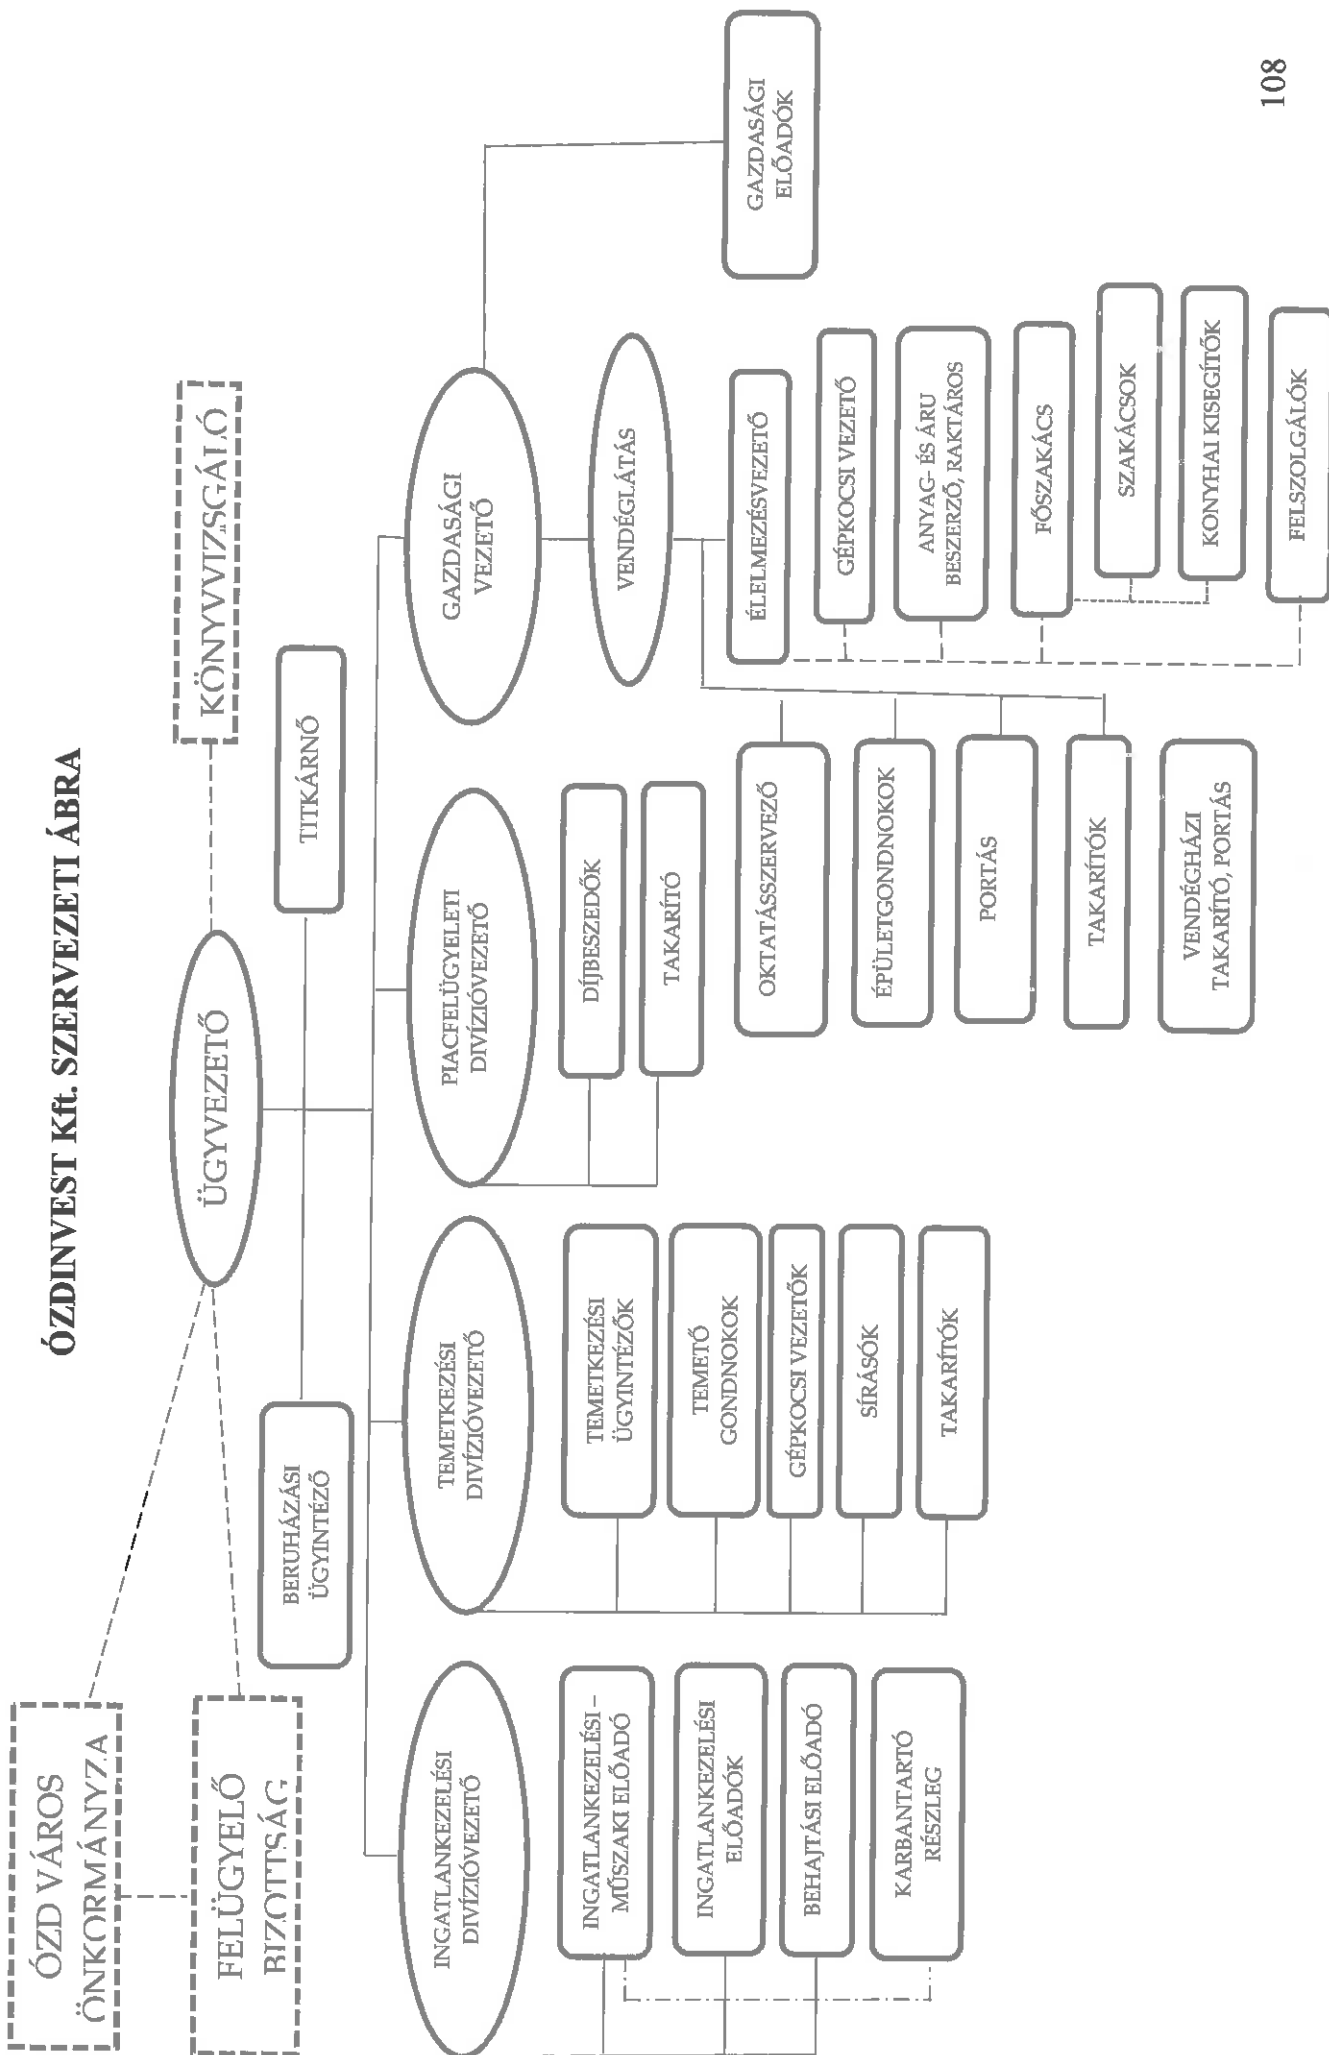 ÓZDINVEST Kft. SZERVEZETI ÁBRA
ÓZD VÁROS
ÖNKORMÁNYZA
FELÜGYELŐ
BIZOTTSÁG
ÜGYVEZETŐ
KÖNYVVIZSGÁLÓ
BERUHÁZÁSI
ÜGYINTÉZŐ
TITKÁRNŐ
INGATLANKEZELÉSI
DIVÍZIÓVEZETŐ
INGATLANKEZELÉSI –
MŰSZAKI ELŐADÓ
INGATLANKEZELÉSI
ELŐADÓK
BEHAJTÁSI ELŐADÓ
KARBANTARTÓ
RÉSZLEG
TEMETKEZÉSI
DIVÍZIÓVEZETŐ
TEMETKEZÉSI
ÜGYINTÉZŐK
TEMETŐ
GONDNOKOK
GÉPKOCSI VEZETŐK
SÍRÁSÓK
TAKARÍTÓK
PIACFELÜGYELETI
DIVÍZIÓVEZETŐ
DÍJBESZEDŐK
TAKARÍTÓ
GAZDASÁGI
VEZETŐ
VENDÉGLÁTÁS
OKTATÁSSZERVEZŐ
ÉPÜLETGONDNOKOK
PORTÁS
TAKARÍTÓK
VENDÉGHÁZI
TAKARÍTÓ, PORTÁS
ÉLELMEZÉSVEZETŐ
GÉPKOCSI VEZETŐ
ANYAG- ÉS ÁRU
BESZERZŐ, RAKTÁROS
FŐSZAKÁCS
SZAKÁCSOK
KONYHAI KISEGÍTŐK
FELSZOLGÁLÓK
GAZDASÁGI
ELŐADÓK
108